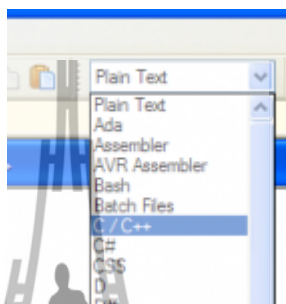 Plain Text
Plain Text
Ada
Assembler
AVR Assembler
Bash
Batch Files
C / C++
C#
CSS
D